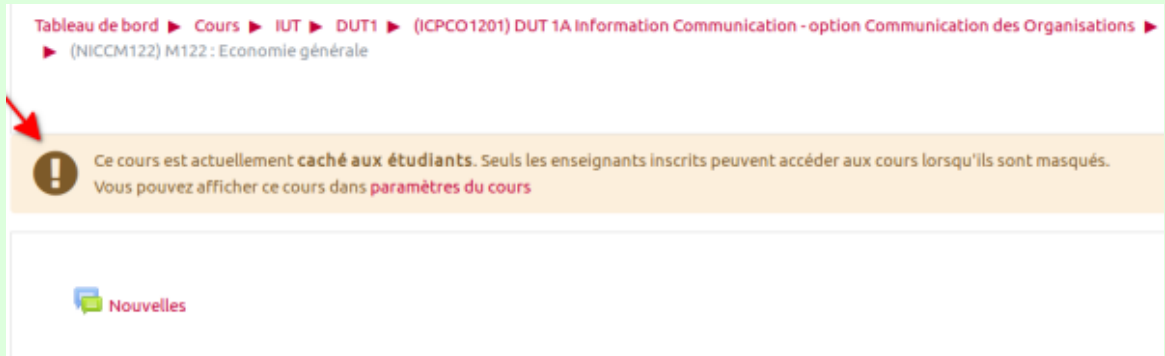 Tableau de bord ► Cours ► IUT ► DUT1 ► (ICPCO1201) DUT 1A Information Communication - option Communication des Organisations ►
► (NICCM122) M122 : Economie générale
Ce cours est actuellement caché aux étudiants. Seuls les enseignants inscrits peuvent accéder aux cours lorsqu'ils sont masqués.
Vous pouvez afficher ce cours dans paramètres du cours
Nouvelles